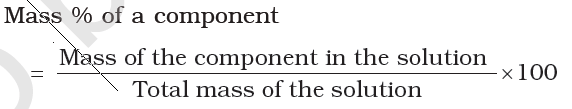 Mass % of a component
= Mass of the component in the solution / Total mass of the solution ×100